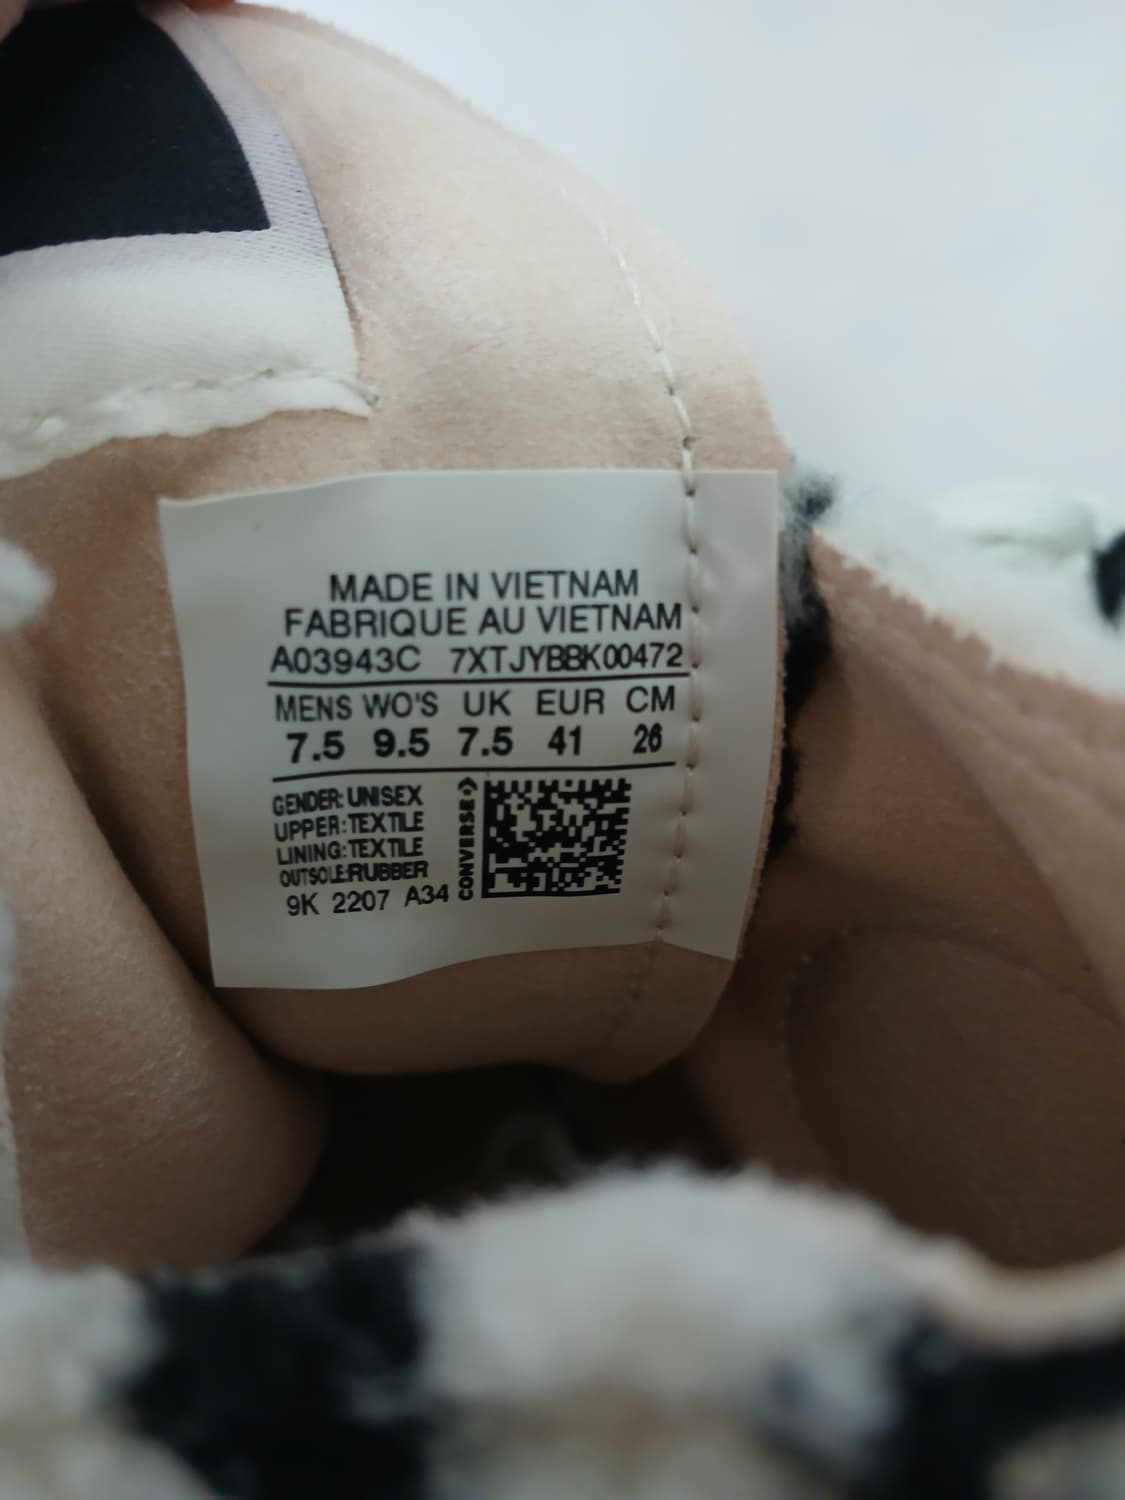 MADE IN VIETNAM
FABRIQUE AU VIETNAM
A03943C 7XTJYBBK00472
MENS WO'S UK EUR CM
7.5 9.5 7.5 41 26
GENDER: UNISEX
UPPER:TEXTILE
LINING:TEXTILE
OUTSOLE:RUBBER
9K 2207 A34
CONVERSE